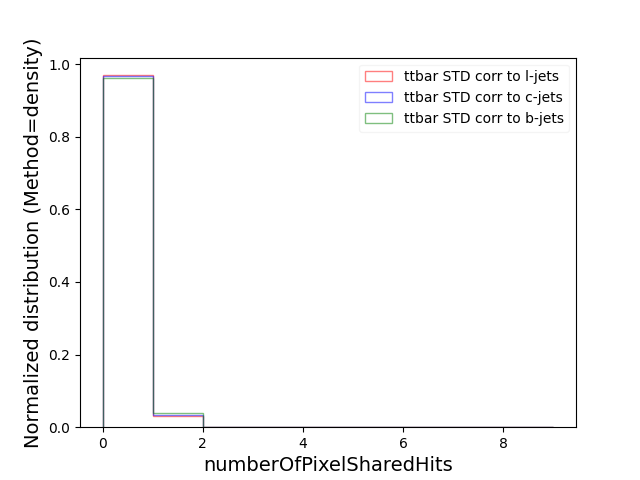 Normalized distribution (Method=density)
1.0
0.8
0.6
0.4
0.2
0.0
ttbar STD corr to l-jets
ttbar STD corr to c-jets
ttbar STD corr to b-jets
0 2 4 6 8
numberOfPixelSharedHits